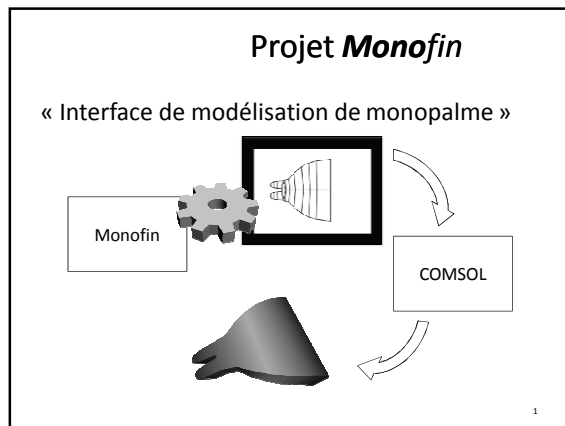 Projet Monofin
« Interface de modélisation de monopalme »
Monofin
COMSOL
1